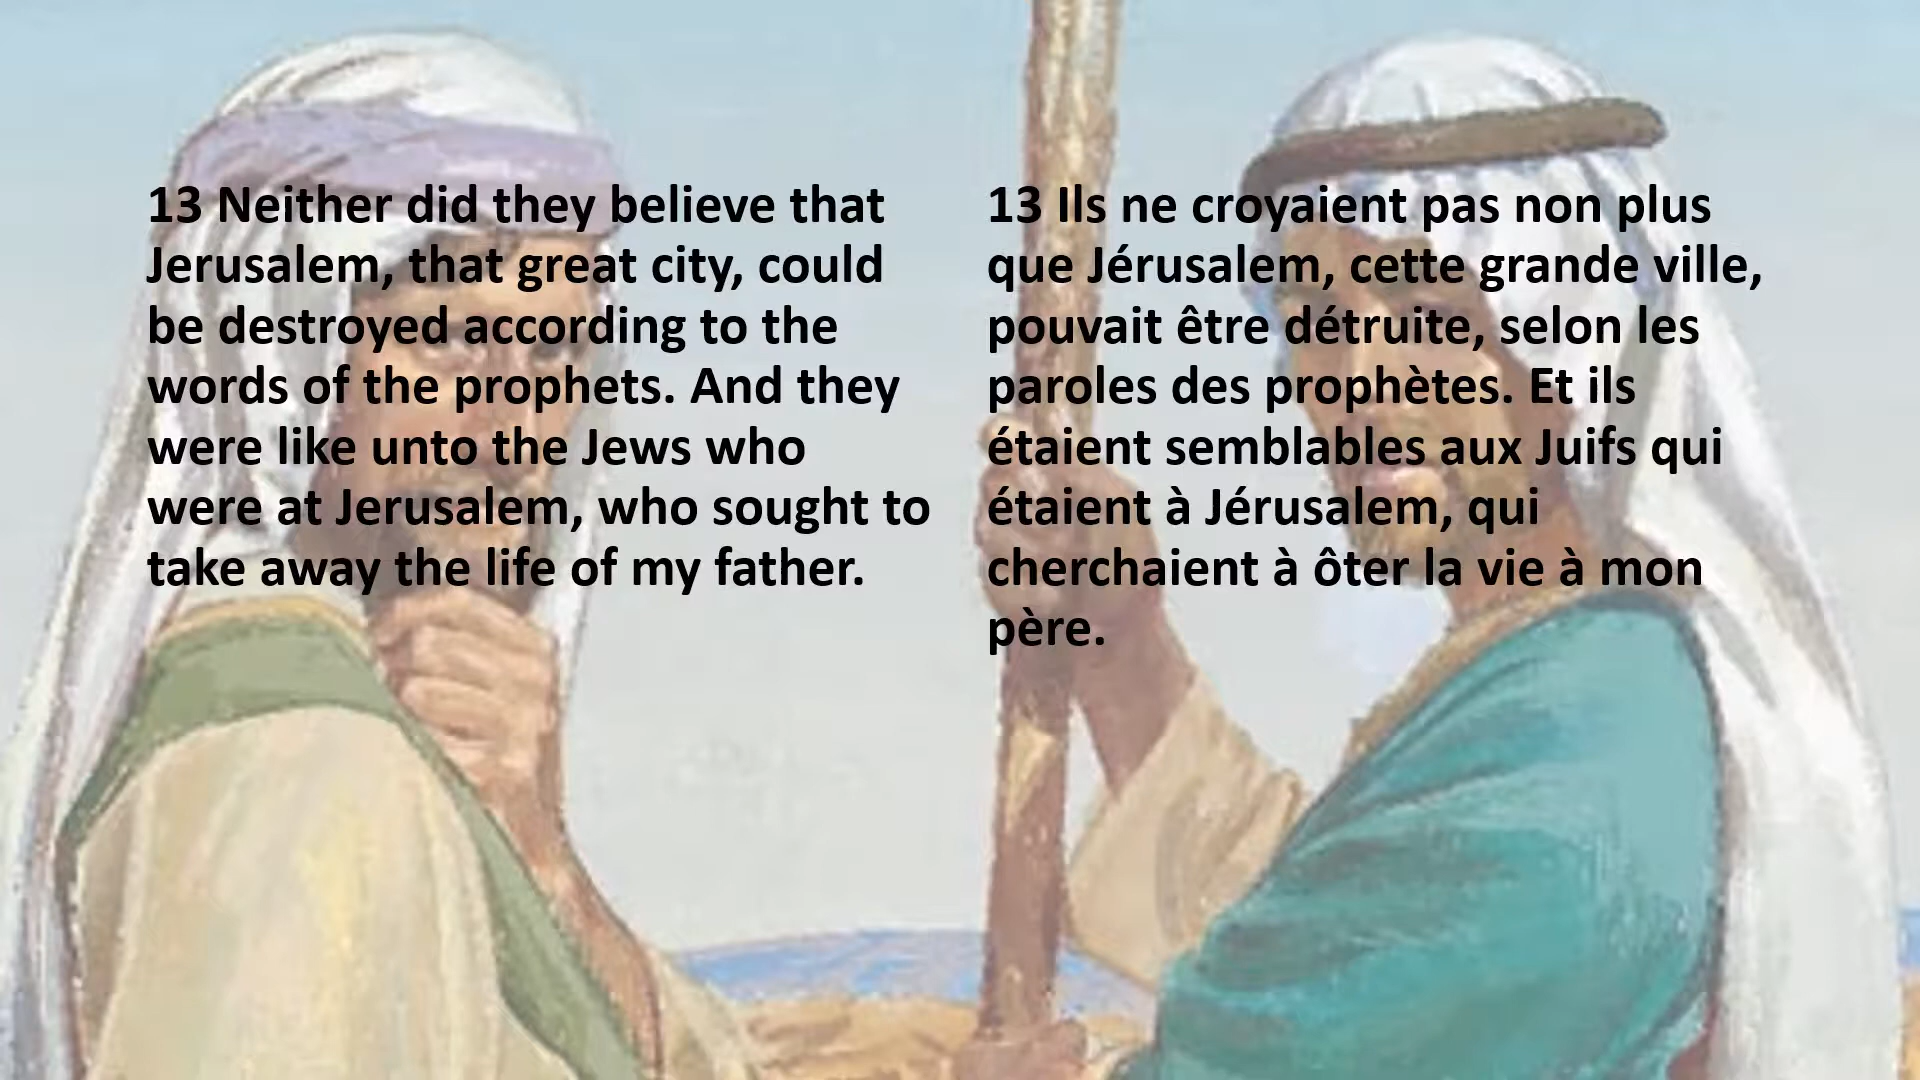 13 Neither did they believe that
Jerusalem, that great city, could
be destroyed according to the
words of the prophets. And they
were like unto the Jews who
were at Jerusalem, who sought to
take away the life of my father.
13 Ils ne croyaient pas non plus
que Jérusalem, cette grande ville,
pouvait être détruite, selon les
paroles des prophètes. Et ils
étaient semblables aux Juifs qui
étaient à Jérusalem, qui
cherchaient à ôter la vie à mon
père.